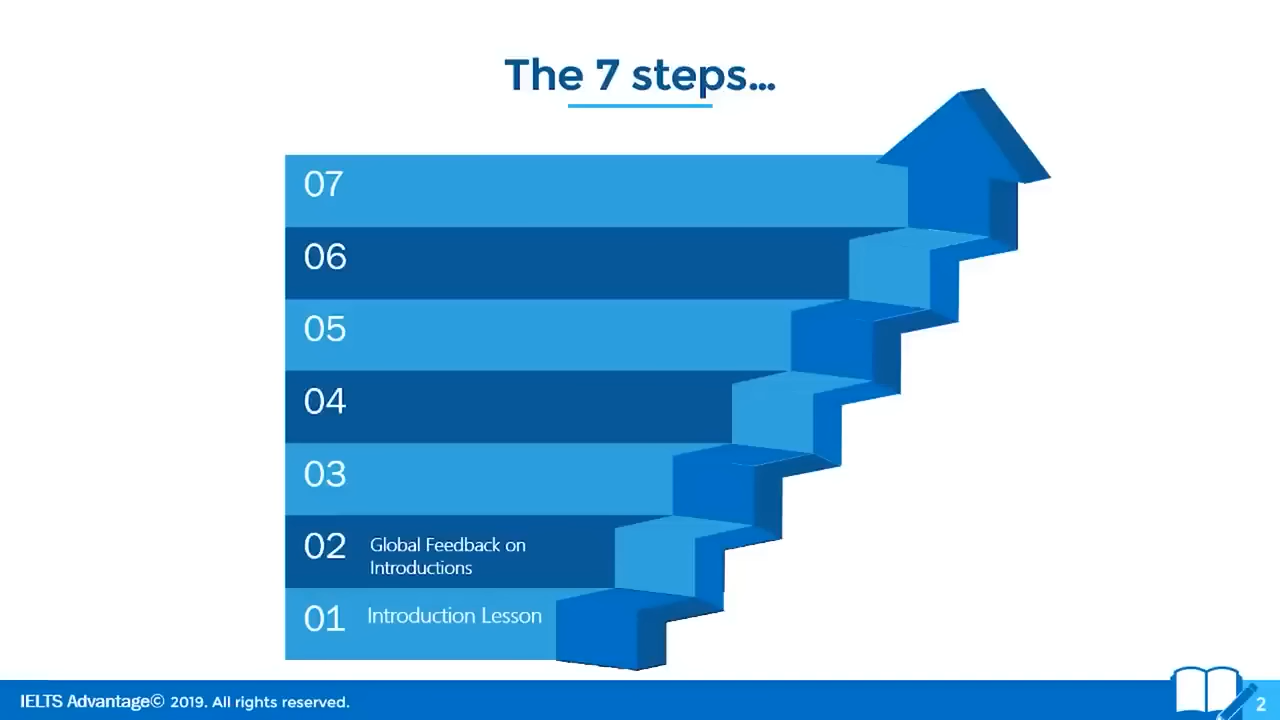 The 7 steps...
07
06
05
04
03
02 Global Feedback on
Introductions
01 Introduction Lesson
IELTS Advantage© 2019. All rights reserved.
2